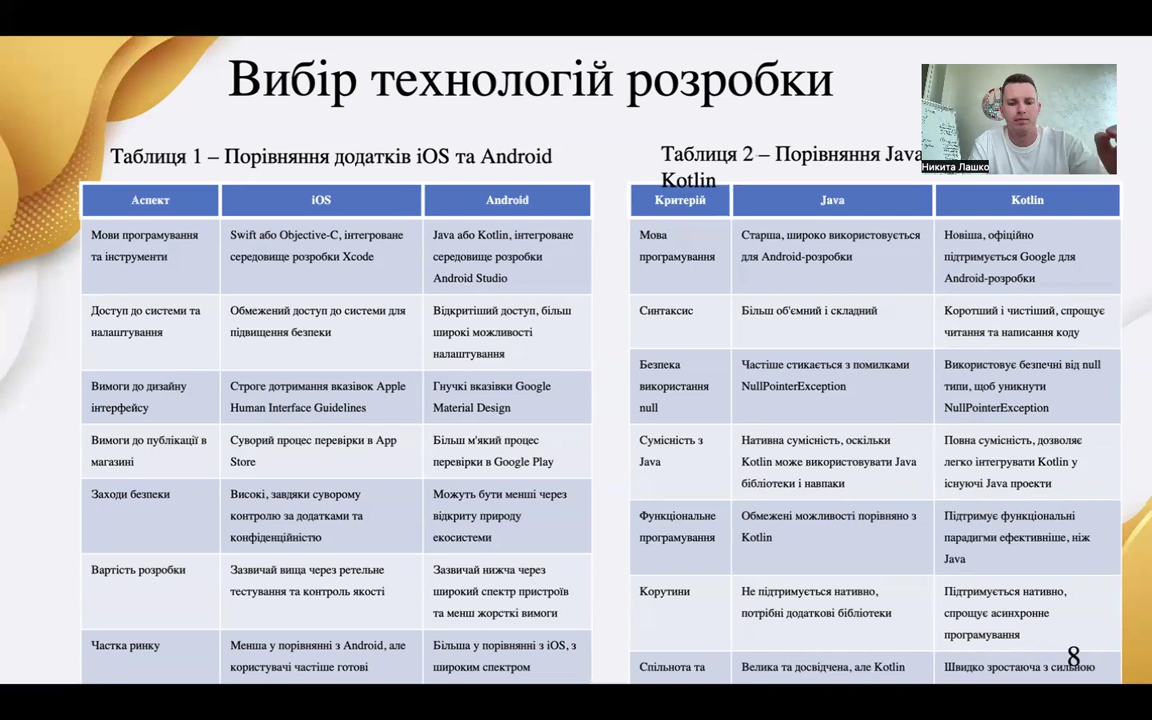 Вибір технологій розробки
Никита Лашко
Таблиця 1 – Порівняння додатків iOS та Android
Аспект
iOS
Android
Мови програмування
та інструменти
Swift або Objective-C, інтегроване
середовище розробки Xcode
Java або Kotlin, інтегроване
середовище розробки
Android Studio
Доступ до системи та
налаштування
Обмежений доступ до системи для
підвищення безпеки
Відкритіший доступ, більш
широкі можливості
налаштування
Вимоги до дизайну
інтерфейсу
Строге дотримання вказівок Apple
Human Interface Guidelines
Гнучкі вказівки Google
Material Design
Вимоги до публікації в
магазині
Суворий процес перевірки в App
Store
Більш м'який процес
перевірки в Google Play
Заходи безпеки
Високі, завдяки суворому
контролю за додатками та
конфіденційністю
Можуть бути менші через
відкриту природу
екосистеми
Вартість розробки
Зазвичай вища через ретельне
тестування та контроль якості
Зазвичай нижча через
широкий спектр пристроїв
та менш жорсткі вимоги
Частка ринку
Менша у порівнянні з Android, але
користувачі частіше готові
Більша у порівнянні з iOS, з
широким спектром
Таблиця 2 – Порівняння Java
Kotlin
Критерій
Java
Kotlin
Мова
програмування
Старша, широко використовується
для Android-розробки
Новіша, офіційно
підтримується Google для
Android-розробки
Синтаксис
Більш об'ємний і складний
Коротший і чистіший, спрощує
читання та написання коду
Безпека
використання
null
Частіше стикається з помилками
NullPointerException
Використовує безпечні від null
типи, щоб уникнути
NullPointerException
Сумісність з
Java
Нативна сумісність, оскільки
Kotlin може використовувати Java
бібліотеки і навпаки
Повна сумісність, дозволяє
легко інтегрувати Kotlin у
існуючі Java проекти
Функціональне
програмування
Обмежені можливості порівняно з
Kotlin
Підтримує функціональні
парадигми ефективніше, ніж
Java
Корутини
Не підтримується нативно,
потрібні додаткові бібліотеки
Підтримується нативно,
спрощує асинхронне
програмування
Спільнота та
Велика та досвідчена, але Kotlin
Швидко зростаюча з сильною
8